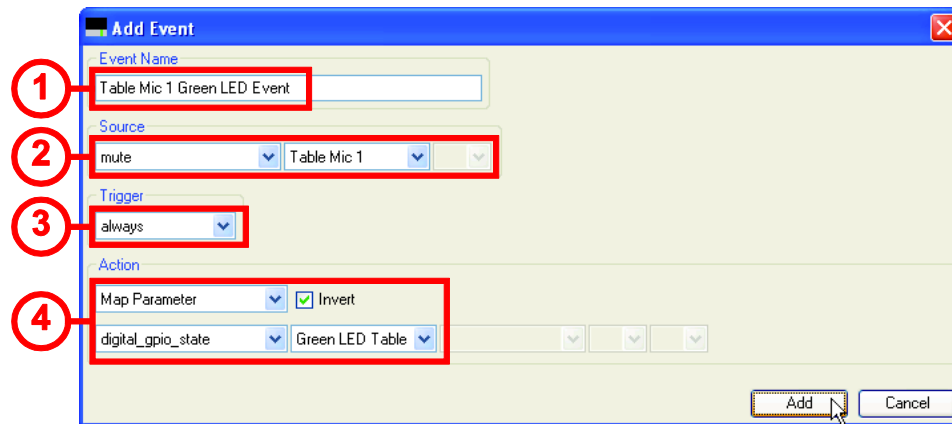 Add Event
Event Name
1
Table Mic 1 Green LED Event
Source
2
mute Table Mic 1
Trigger
3
always
Action
Map Parameter Invert
4
digital_gpio_state Green LED Table
Add Cancel